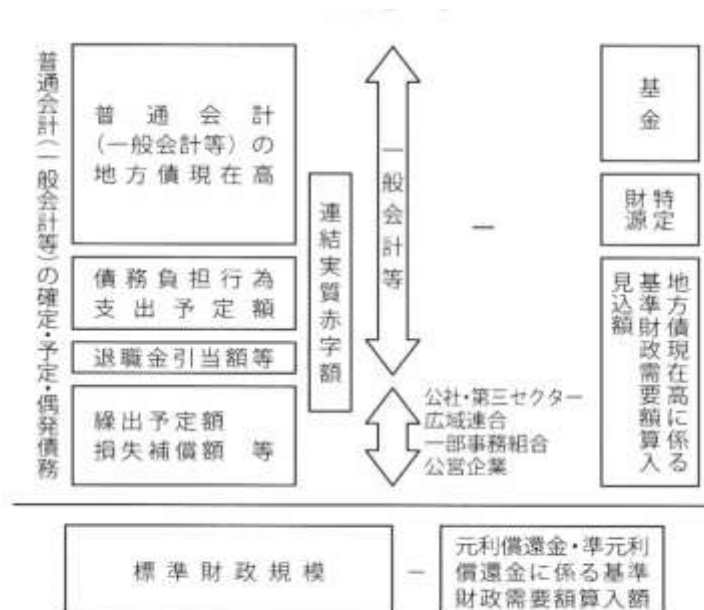 普通会計(一般会計等)の確定・予定・偶発債務
普通会計
(一般会計等)の
地方債現在高
債務負担行為
支出予定額
退職金引当額等
繰出予定額
損失補償額 等
連結実質赤字額
一般会計等
公社・第三セクター
広域連合
一部事務組合
公営企業
－
基金
特定
財源
地方債現在高に係る
基準財政需要額算入
見込額
標準財政規模
－
元利償還金・準元利
償還金に係る基準
財政需要額算入額